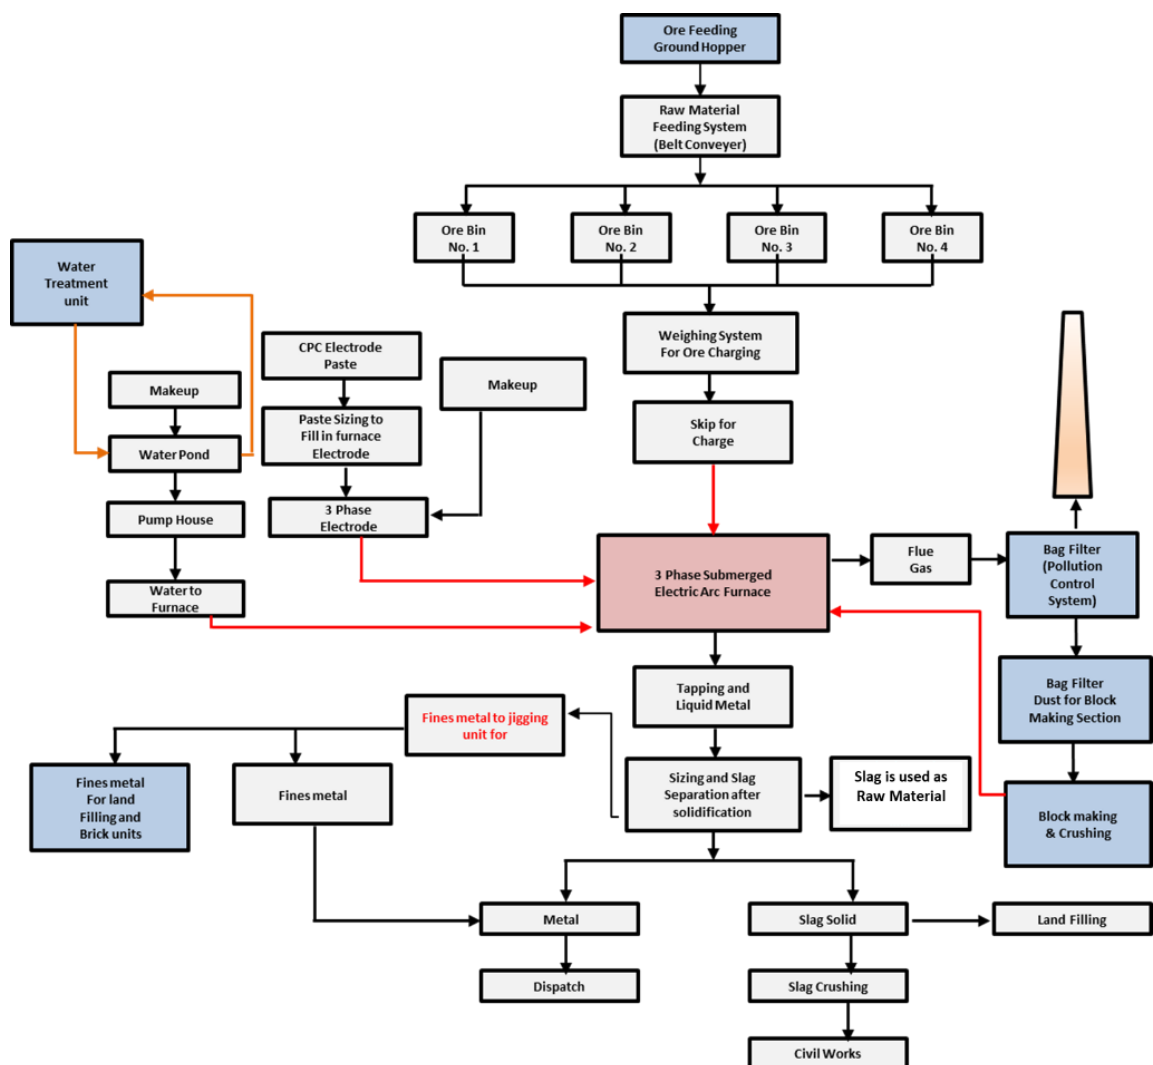 Ore Feeding
Ground Hopper
Raw Material
Feeding System
(Belt Conveyer)
Ore Bin
No. 1
Ore Bin
No. 2
Ore Bin
No. 3
Ore Bin
No. 4
Water
Treatment
unit
Weighing System
For Ore Charging
CPC Electrode
Paste
Makeup
Makeup
Paste Sizing to
Fill in furnace
Electrode
Skip for
Charge
Water Pond
3 Phase
Electrode
Pump House
Water to
Furnace
3 Phase Submerged
Electric Arc Furnace
Flue
Gas
Bag Filter
(Pollution
Control
System)
Tapping and
Liquid Metal
Bag Filter
Dust for Block
Making Section
Fines metal to jigging
unit for
Fines metal
For land
Filling and
Brick units
Fines metal
Sizing and Slag
Separation after
solidification
Slag is used as
Raw Material
Block making
& Crushing
Metal
Slag Solid
Land Filling
Dispatch
Slag Crushing
Civil Works